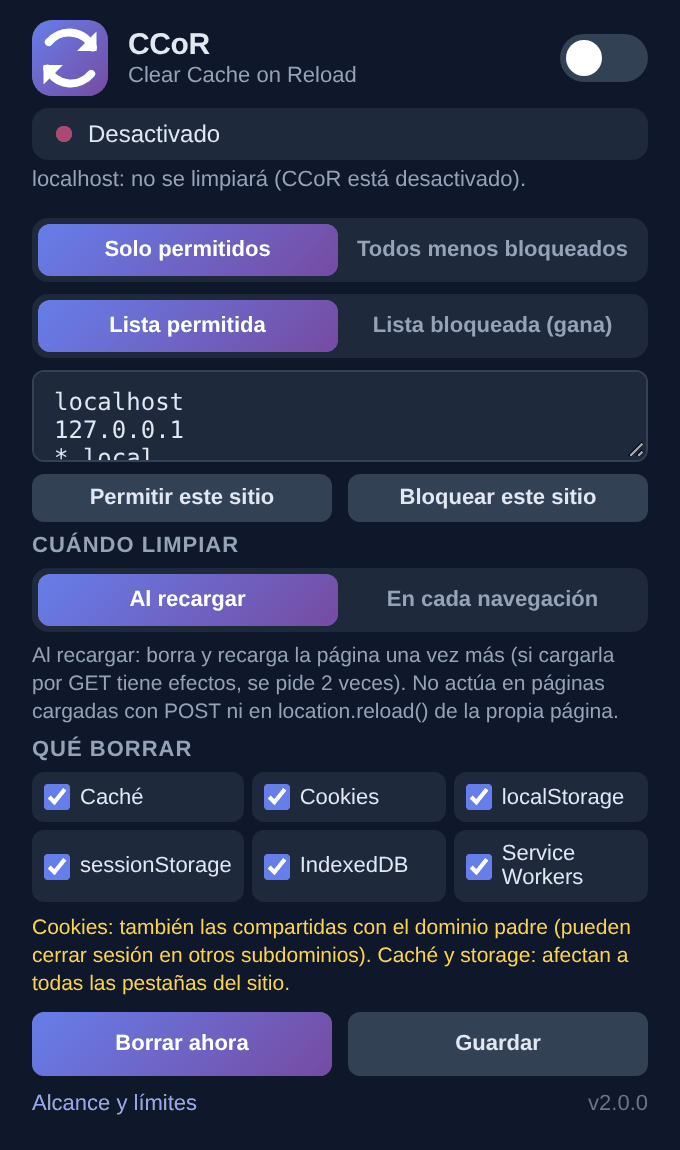 CCoR
Clear Cache on Reload
Desactivado
localhost: no se limpiará (CCoR está desactivado).
Solo permitidos
Todos menos bloqueados
Lista permitida
Lista bloqueada (gana)
localhost
127.0.0.1
*.local
Permitir este sitio
Bloquear este sitio
CUÁNDO LIMPIAR
Al recargar
En cada navegación
Al recargar: borra y recarga la página una vez más (si cargarla
por GET tiene efectos, se pide 2 veces). No actúa en páginas
cargadas con POST ni en location.reload() de la propia página.
QUÉ BORRAR
Caché
Cookies
localStorage
sessionStorage
IndexedDB
Service
Workers
Cookies: también las compartidas con el dominio padre (pueden
cerrar sesión en otros subdominios). Caché y storage: afectan a
todas las pestañas del sitio.
Borrar ahora
Guardar
Alcance y límites
v2.0.0